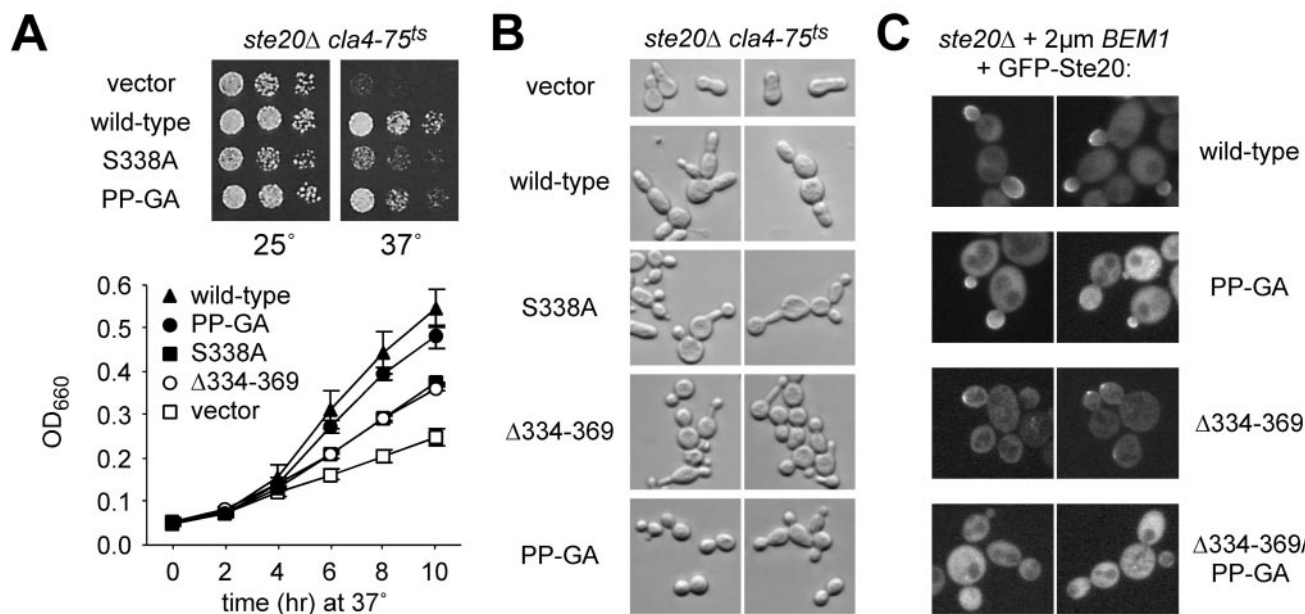 A
ste20Δ cla4-75ts
vector
wild-type
S338A
PP-GA
25°
37°
0.6
0.5
0.4
0.3
0.2
0.1
0.0
OD660
wild-type
PP-GA
S338A
Δ334-369
vector
0 2 4 6 8 10
time (hr) at 37°
B
ste20Δ cla4-75ts
vector
wild-type
S338A
Δ334-369
PP-GA
C
ste20Δ + 2µm BEM1
+ GFP-Ste20:
wild-type
PP-GA
Δ334-369
Δ334-369/
PP-GA